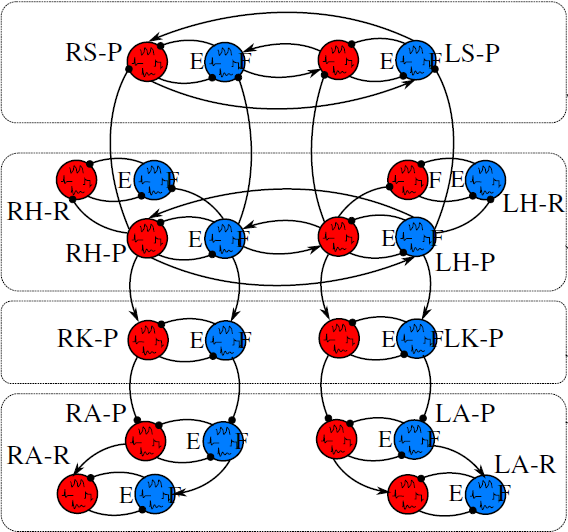 RS-P E F E F LS-P
E F F E
RH-R LH-R
RH-P E F E F
LH-P
RK-P E F E F LK-P
RA-P E F E F LA-P
RA-R LA-R
E F E F